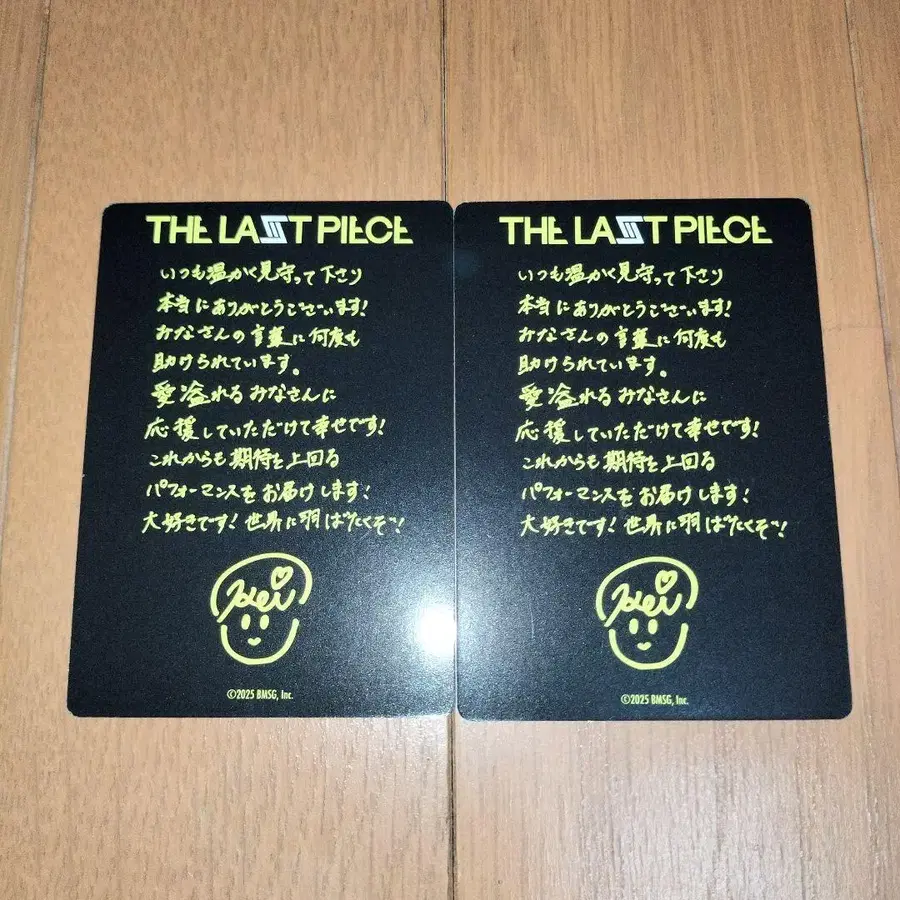 THE LAST PIECE
いつも温かく見守って下さり
本当にありがとうございます!
みなさんの言葉に何度も
助けられています。
愛溢れるみなさんに
応援していただけて幸せです!
これからも期待を上回る
パフォーマンスをお届けします!
大好きです!世界に羽ばたくぞ!
Kei
©2025 BMSG, Inc.
THE LAST PIECE
いつも温かく見守って下さり
本当にありがとうございます!
みなさんの言葉に何度も
助けられています。
愛溢れるみなさんに
応援していただけて幸せです!
これからも期待を上回る
パフォーマンスをお届けします!
大好きです!世界に羽ばたくぞ!
Kei
©2025 BMSG, Inc.